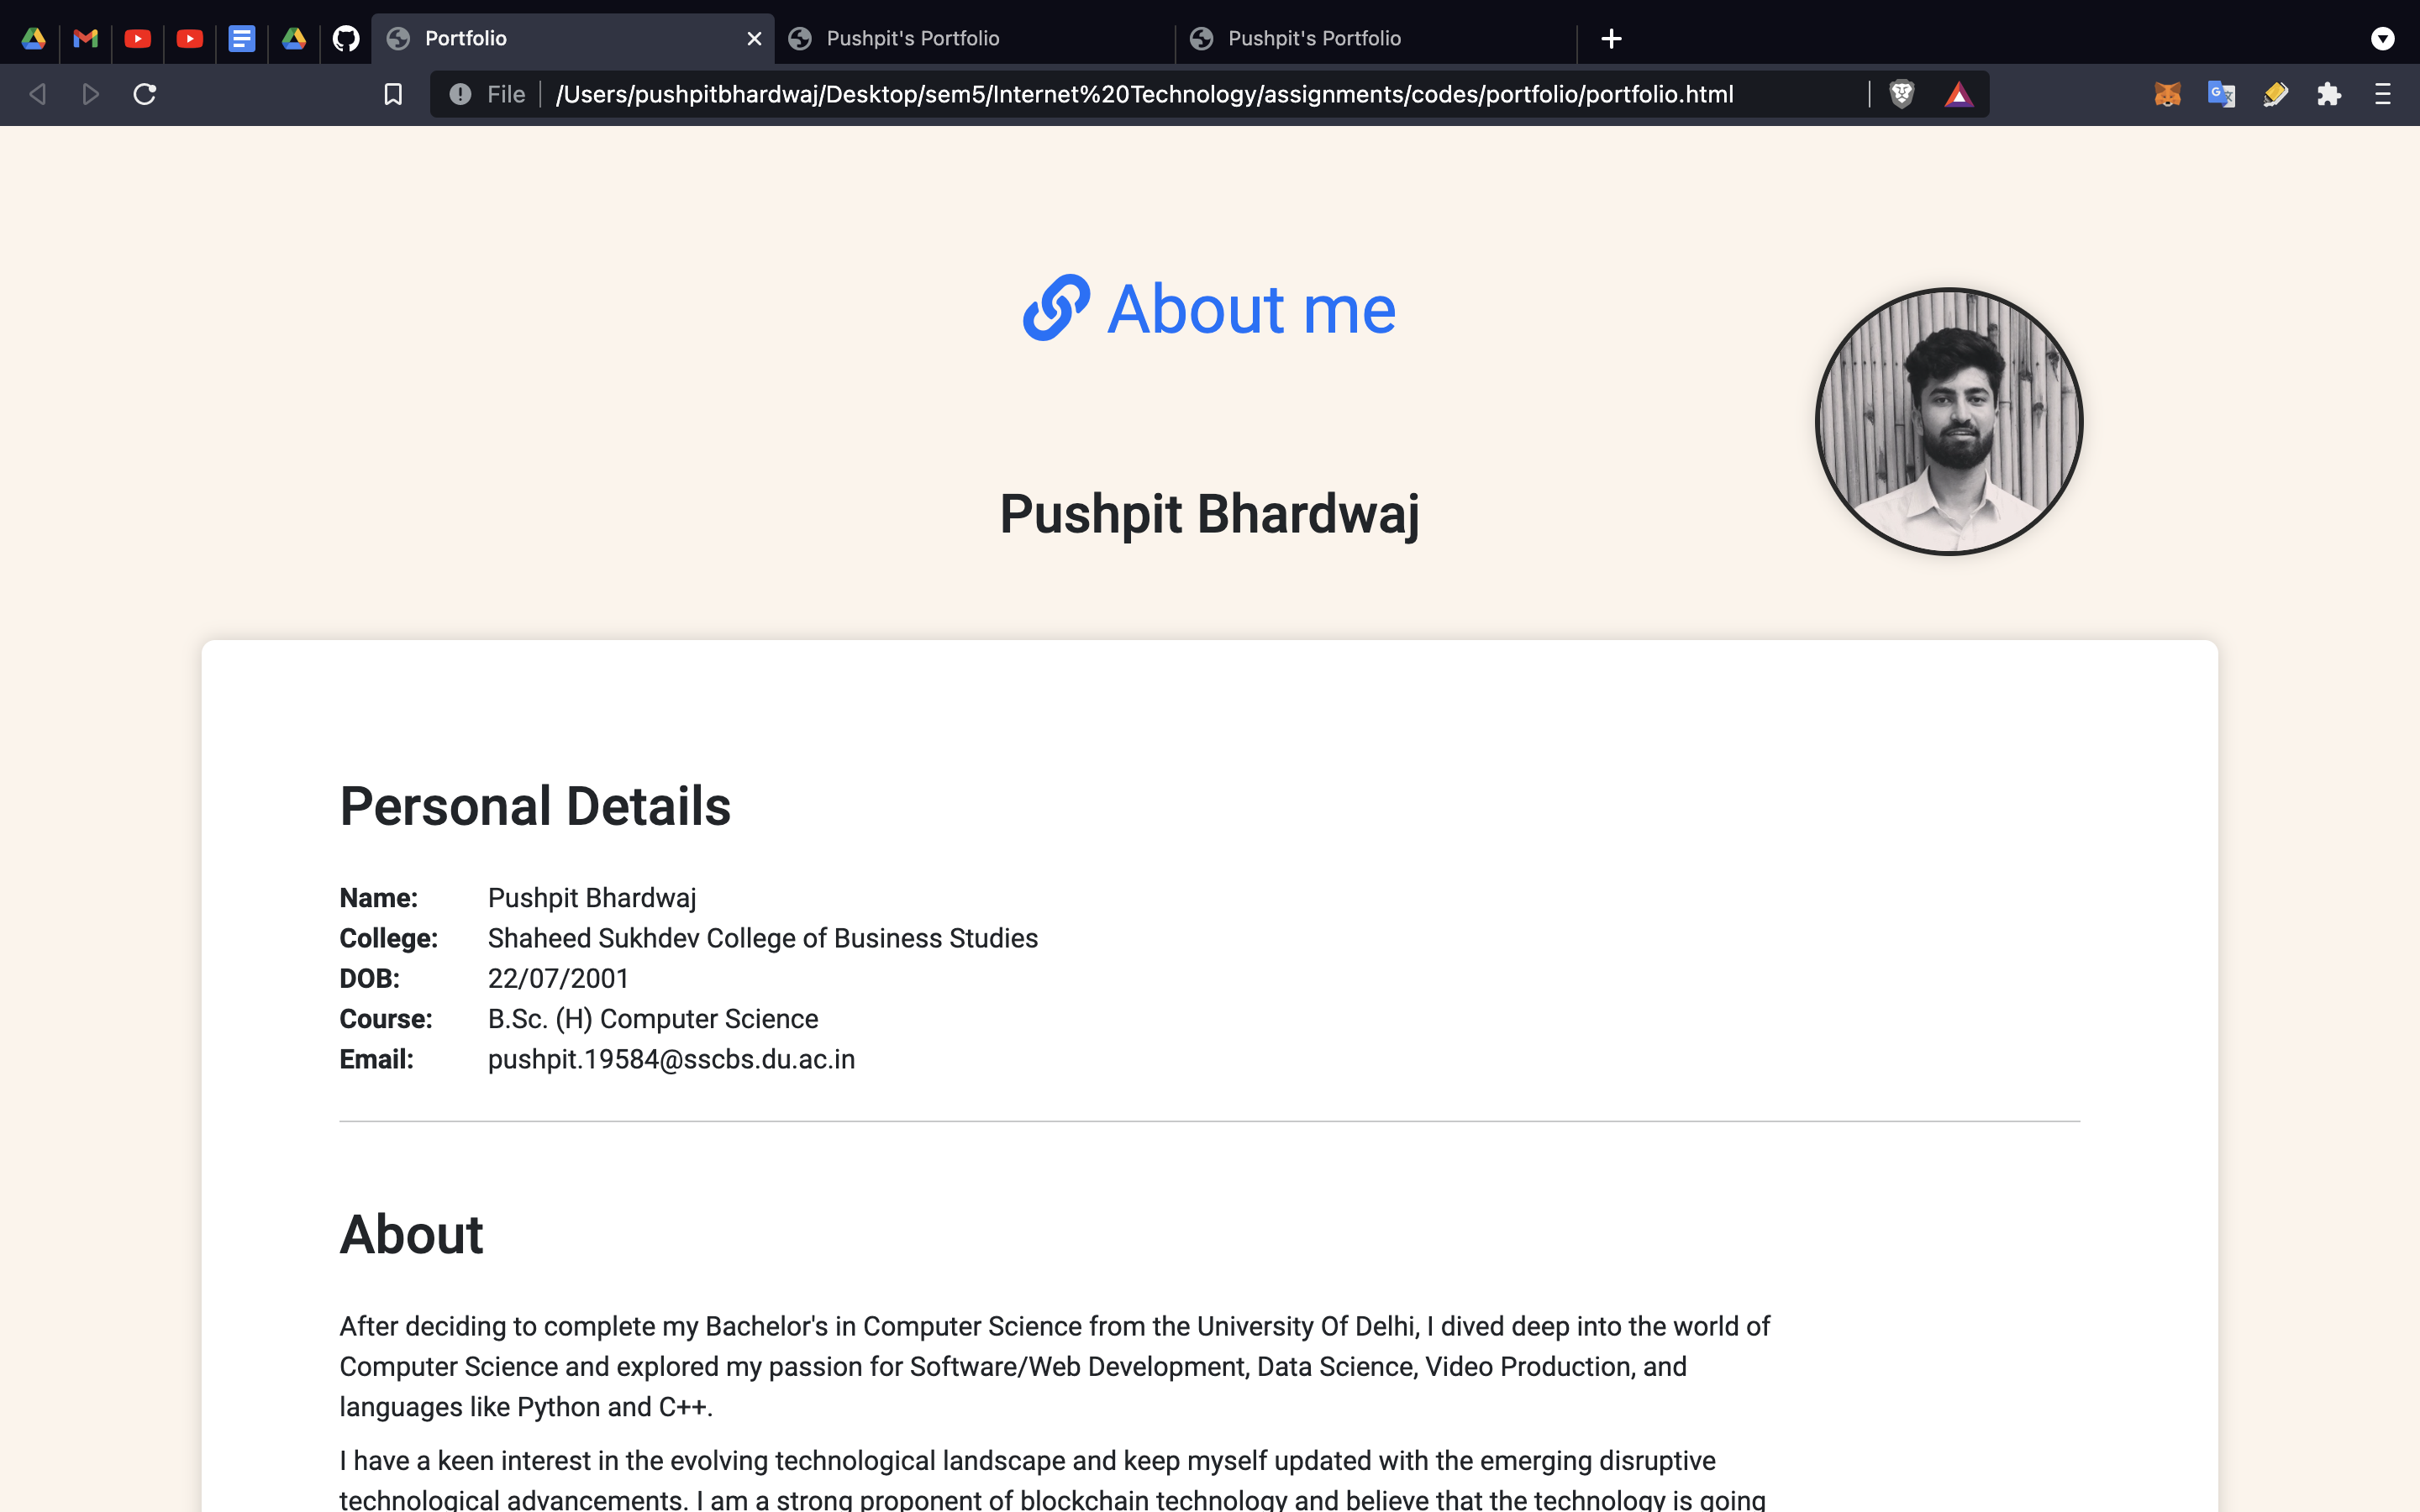 Portfolio
Pushpit's Portfolio
Pushpit's Portfolio
File
/Users/pushpitbhardwaj/Desktop/sem5/Internet%20Technology/assignments/codes/portfolio/portfolio.html
About me
Pushpit Bhardwaj
Personal Details
Name: Pushpit Bhardwaj
College: Shaheed Sukhdev College of Business Studies
DOB: 22/07/2001
Course: B.Sc. (H) Computer Science
Email: pushpit.19584@sscbs.du.ac.in
About
After deciding to complete my Bachelor's in Computer Science from the University Of Delhi, I dived deep into the world of
Computer Science and explored my passion for Software/Web Development, Data Science, Video Production, and
languages like Python and C++.
I have a keen interest in the evolving technological landscape and keep myself updated with the emerging disruptive
technological advancements. I am a strong proponent of blockchain technology and believe that the technology is going